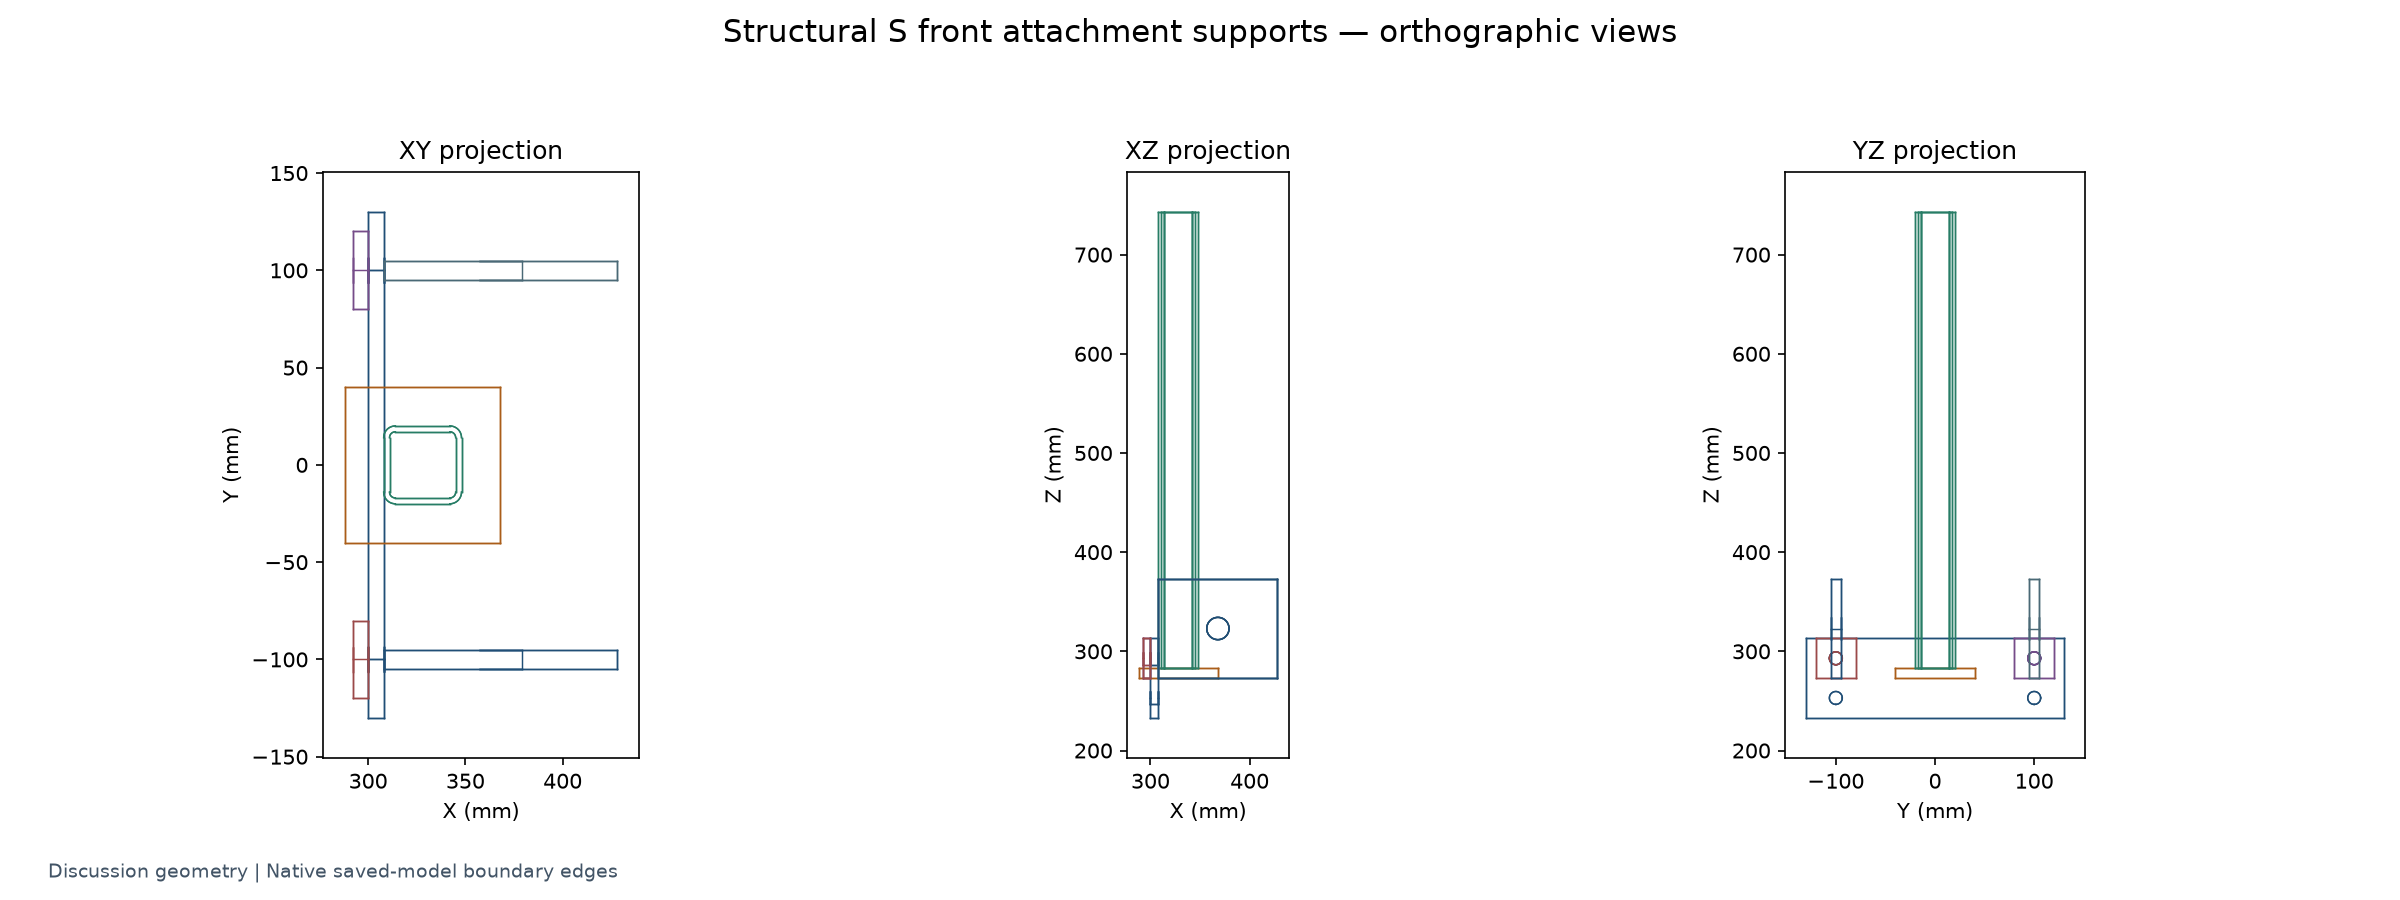 Structural S front attachment supports — orthographic views
XY projection
150
100
50
0
−50
−100
−150
300
350
400
X (mm)
Y (mm)
XZ projection
700
600
500
400
300
200
300
400
X (mm)
Z (mm)
YZ projection
700
600
500
400
300
200
−100
0
100
Y (mm)
Z (mm)
Discussion geometry | Native saved-model boundary edges